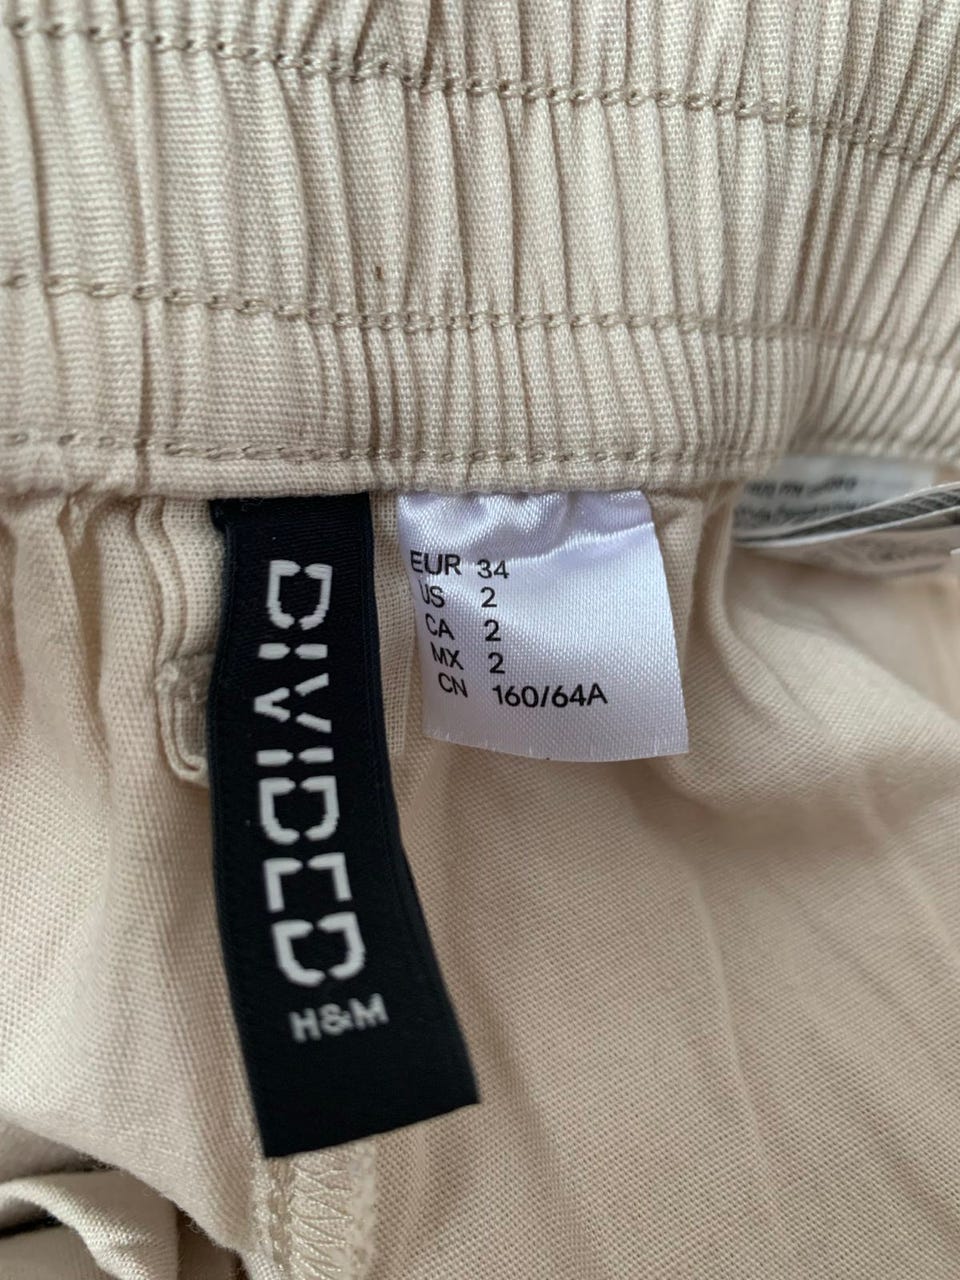 DIVIDED
H&M
EUR 34
US 2
CA 2
MX 2
CN 160/64A